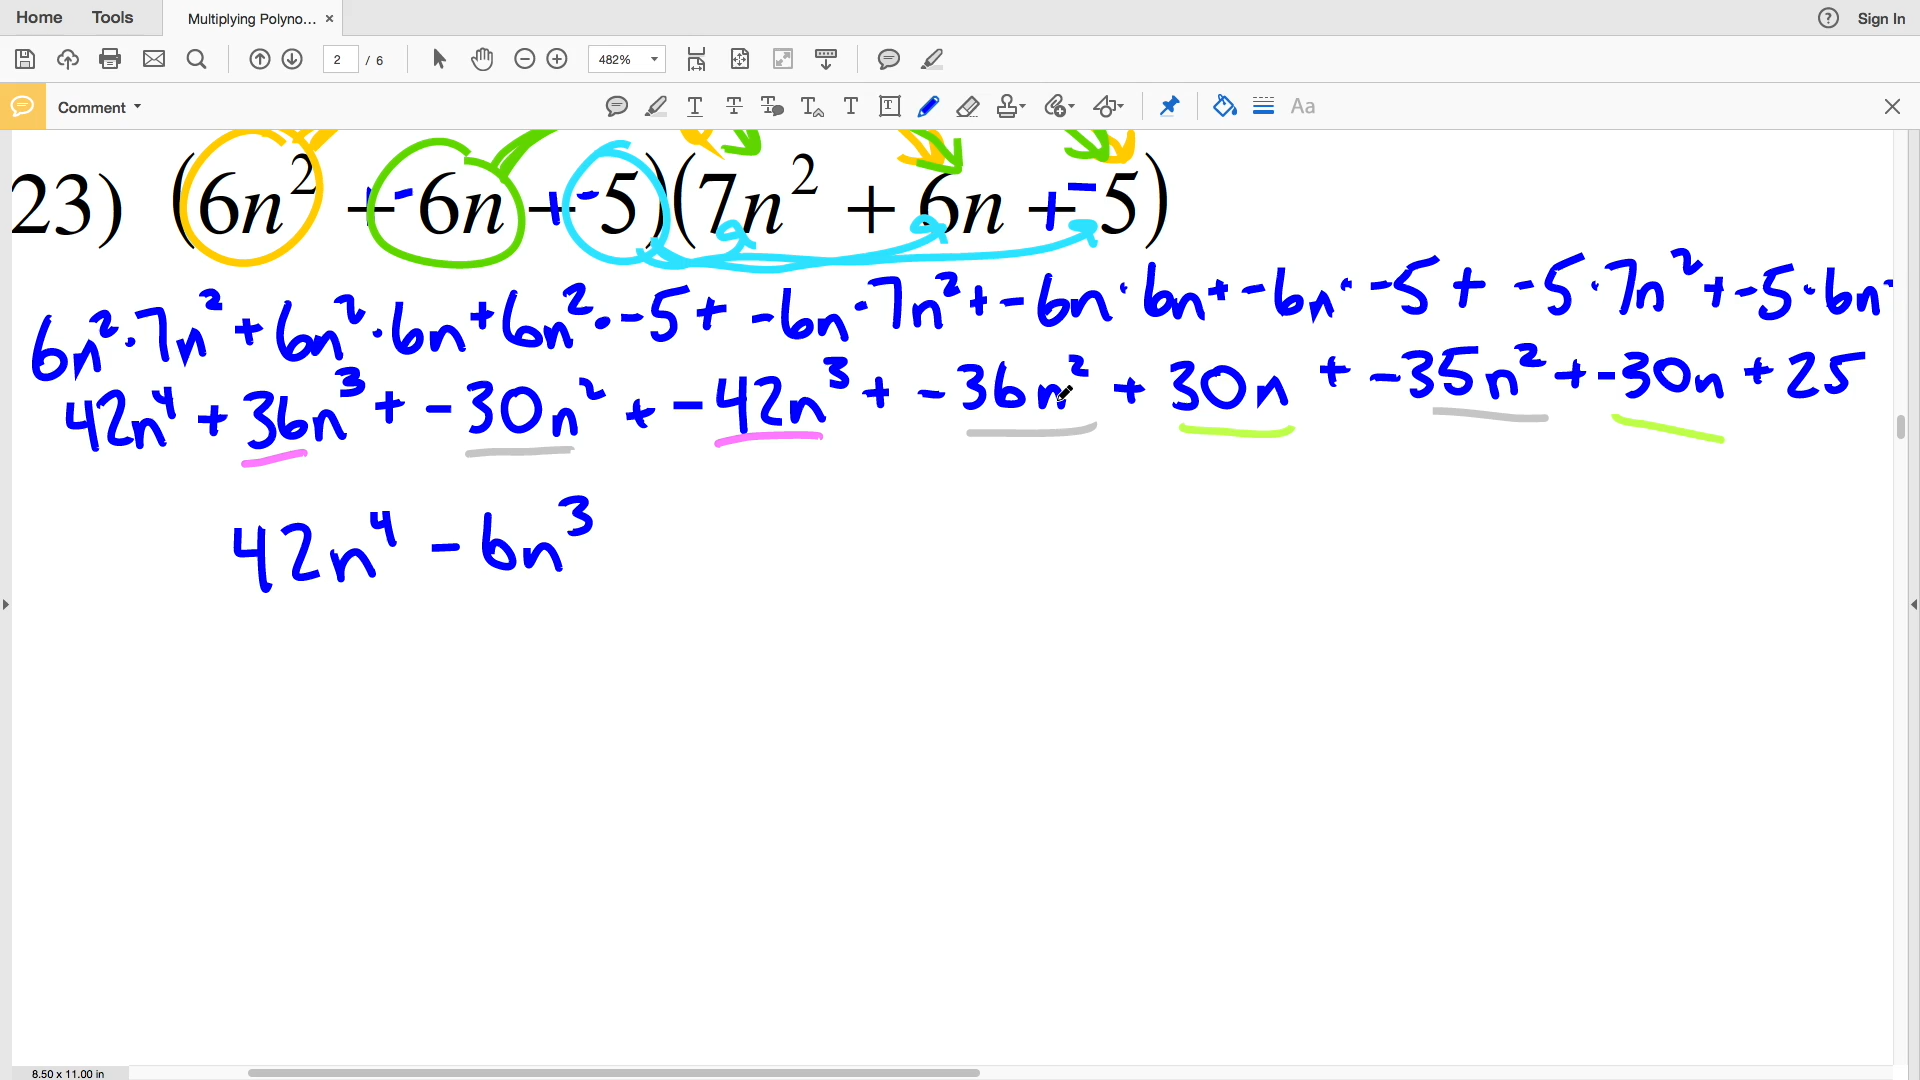 Home Tools Multiplying Polyno... × ? Sign In
2 / 6 482%
Comment Aa
23) (6n² +-6n +-5)(7n² + 6n +-5)
6n²·7n² + 6n²·6n + 6n²·-5 + -6n·7n² + -6n·6n + -6n·-5 + -5·7n² + -5·6n
42n⁴ + 36n³ + -30n² + -42n³ + -36n² + 30n + -35n² + -30n + 25
42n⁴ - 6n³
8.50 x 11.00 in